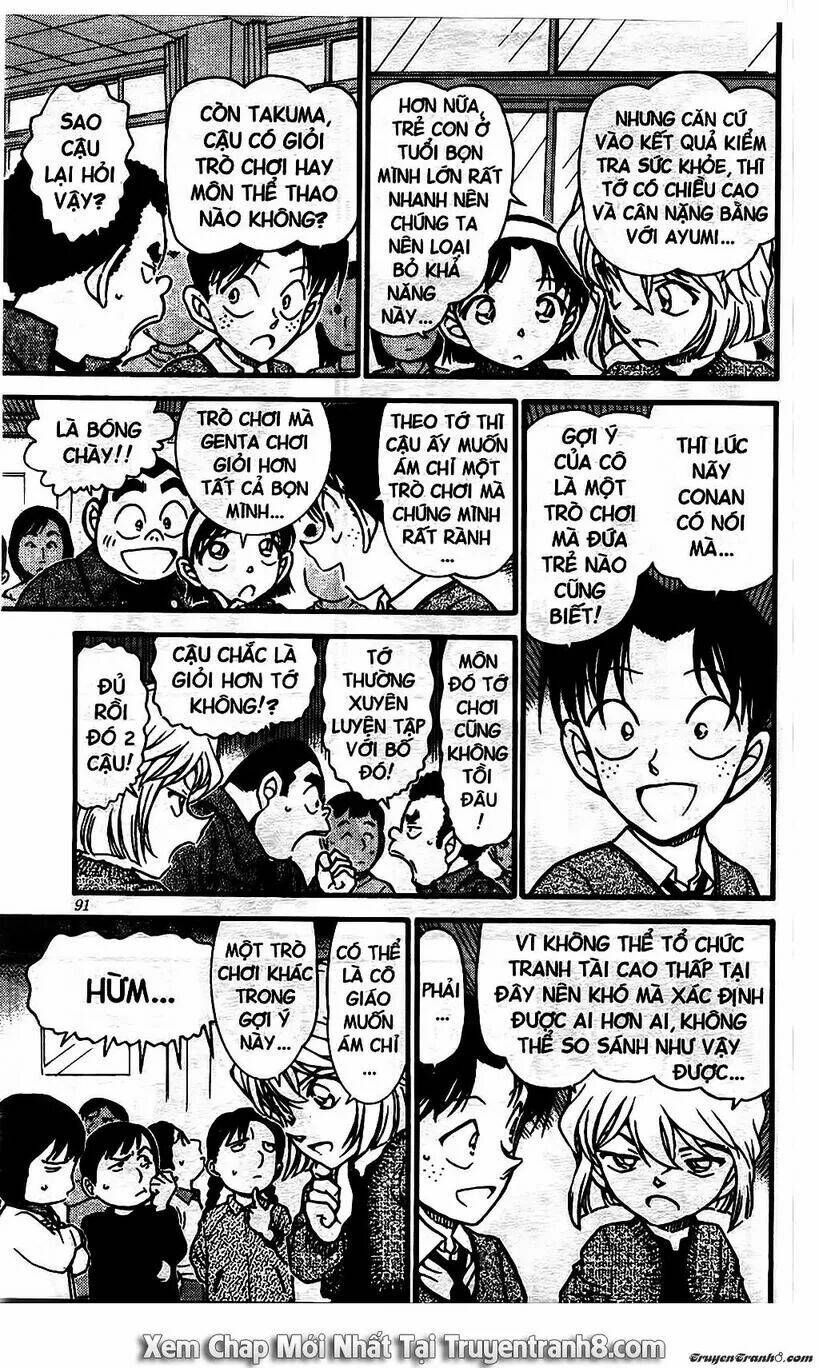 NHƯNG CĂN CỨ
VÀO KẾT QUẢ KIỂM
TRA SỨC KHỎE, THÌ
TỚ CÓ CHIỀU CAO
VÀ CÂN NẶNG BẰNG
VỚI AYUMI...
HƠN NỮA,
TRẺ CON Ở
TUỔI BỌN
MÌNH LỚN RẤT
NHANH NÊN
CHÚNG TA
NÊN LOẠI
BỎ KHẢ
NĂNG
NÀY...
CÒN TAKUMA,
CẬU CÓ GIỎI
TRÒ CHƠI HAY
MÔN THỂ THAO
NÀO KHÔNG?
SAO
CẬU
LẠI HỎI
VẬY?
THÌ LÚC
NÃY
CONAN
CÓ NÓI
MÀ...
GỢI Ý
CỦA CÔ
LÀ MỘT
TRÒ CHƠI
MÀ ĐỨA
TRẺ NÀO
CŨNG
BIẾT!
THEO TỚ THÌ
CẬU ẤY MUỐN
ÁM CHỈ MỘT
TRÒ CHƠI MÀ
CHÚNG MÌNH
RẤT RÀNH
...
TRÒ CHƠI MÀ
GENTA CHƠI
GIỎI HƠN
TẤT CẢ BỌN
MÌNH...
LÀ BÓNG
CHÀY!!
MÔN
ĐÓ TỚ
CHƠI
CŨNG
KHÔNG
TỒI
ĐÂU
!
TỚ
THƯỜNG
XUYÊN
LUYỆN TẬP
VỚI BỐ
ĐÓ!
CẬU CHẮC LÀ
GIỎI HƠN TỚ
KHÔNG!?
ĐỦ
RỒI
ĐÓ 2
CẬU!
91
VÌ KHÔNG THỂ TỔ CHỨC
TRANH TÀI CAO THẤP TẠI
ĐÂY NÊN KHÓ MÀ XÁC ĐỊNH
ĐƯỢC AI HƠN AI, KHÔNG
THỂ SO SÁNH NHƯ VẬY
ĐƯỢC...
PHẢI
...
CÓ THỂ
LÀ CÔ
GIÁO
MUỐN
ÁM CHỈ
...
MỘT TRÒ
CHƠI KHÁC
TRONG
GỢI Ý
NÀY...
HỪM...
Xem Chap Mới Nhất Tại Truyentranh8.com
TruyenTranh8.com